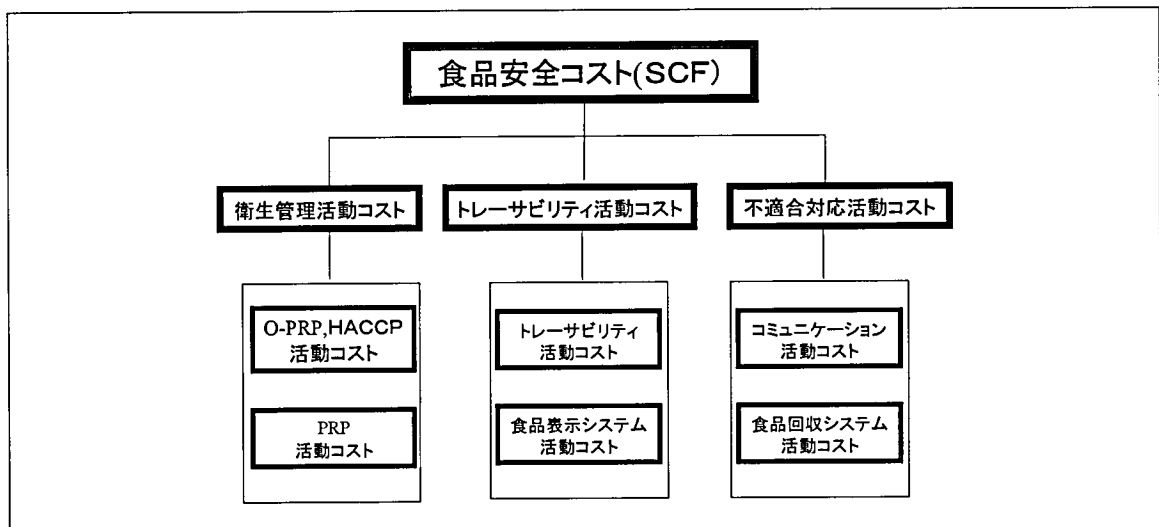 食品安全コスト(SCF)
衛生管理活動コスト
トレーサビリティ活動コスト
不適合対応活動コスト
O-PRP,HACCP
活動コスト
PRP
活動コスト
トレーサビリティ
活動コスト
食品表示システム
活動コスト
コミュニケーション
活動コスト
食品回収システム
活動コスト